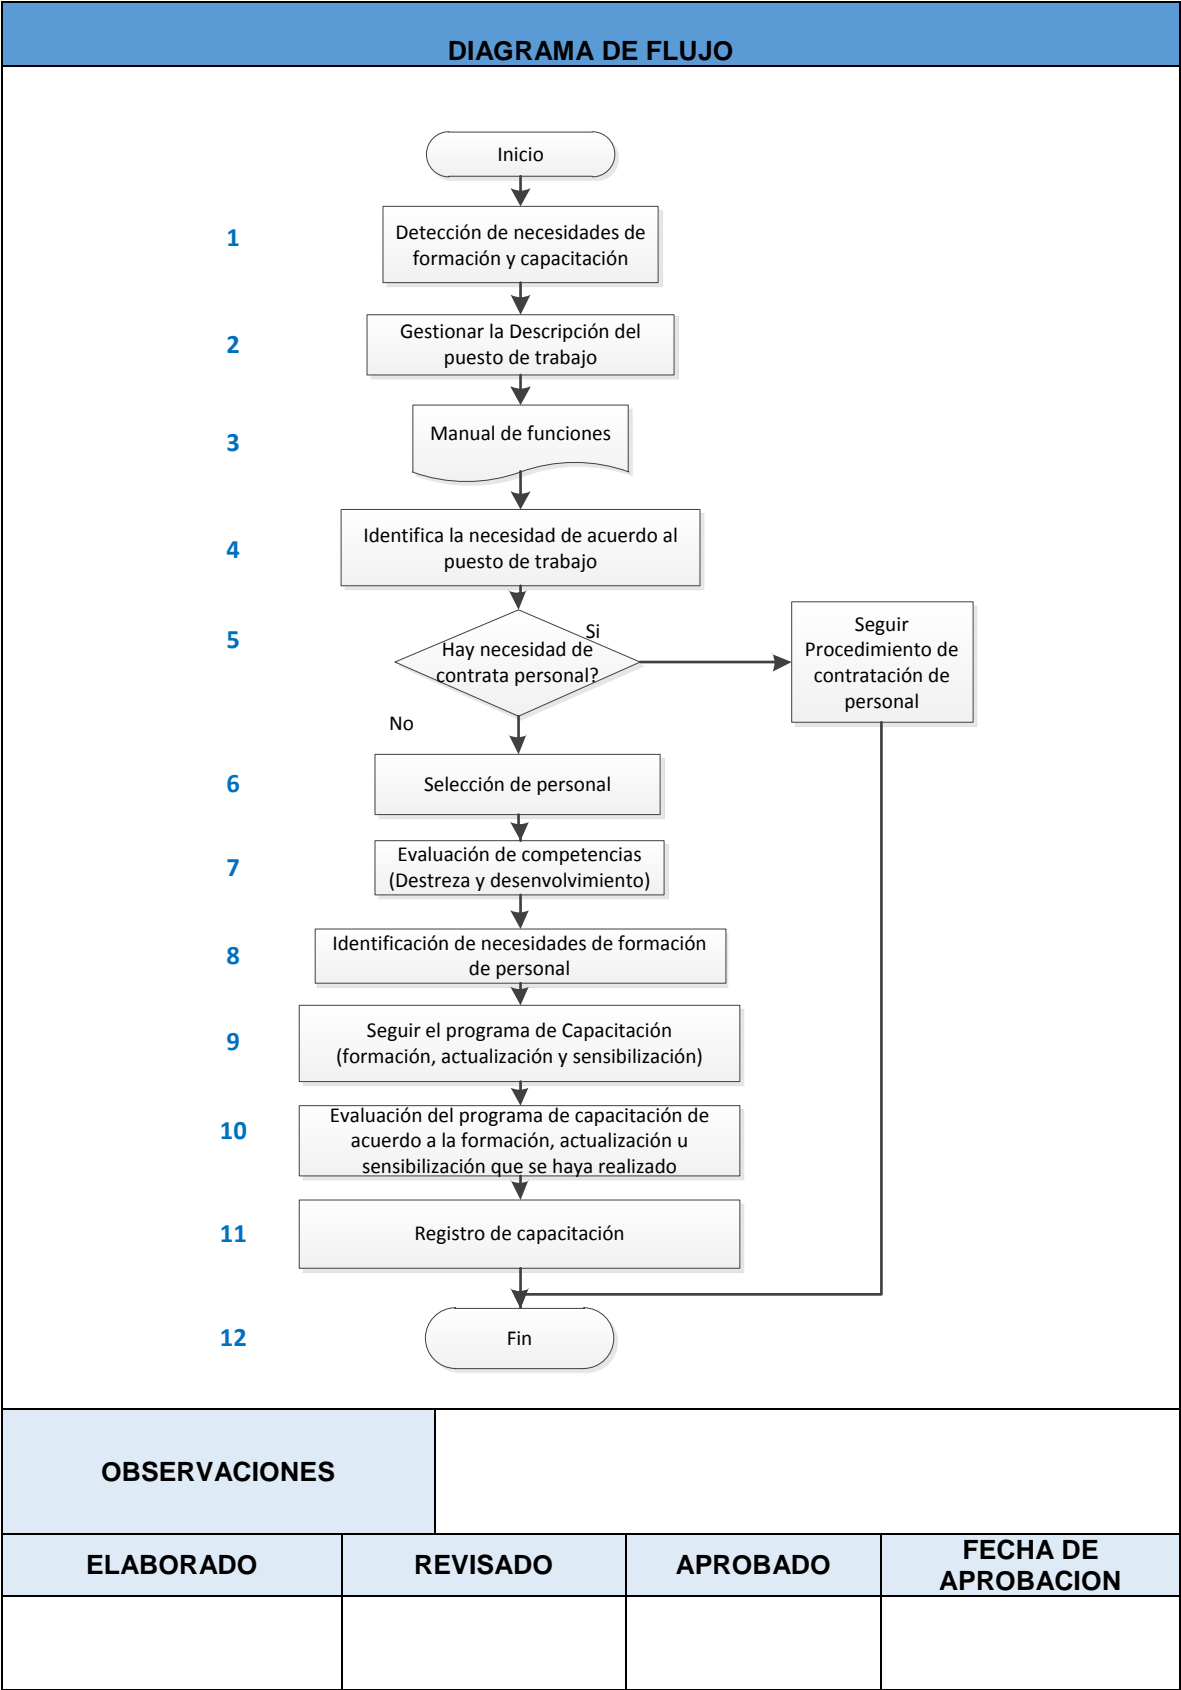 DIAGRAMA DE FLUJO
Inicio
1
Detección de necesidades de
formación y capacitación
2
Gestionar la Descripción del
puesto de trabajo
3
Manual de funciones
4
Identifica la necesidad de acuerdo al
puesto de trabajo
5
Hay necesidad de
contrata personal?
Si
Seguir
Procedimiento de
contratación de
personal
No
6
Selección de personal
7
Evaluación de competencias
(Destreza y desenvolvimiento)
8
Identificación de necesidades de formación
de personal
9
Seguir el programa de Capacitación
(formación, actualización y sensibilización)
10
Evaluación del programa de capacitación de
acuerdo a la formación, actualización u
sensibilización que se haya realizado
11
Registro de capacitación
12
Fin
OBSERVACIONES
ELABORADO
REVISADO
APROBADO
FECHA DE
APROBACION